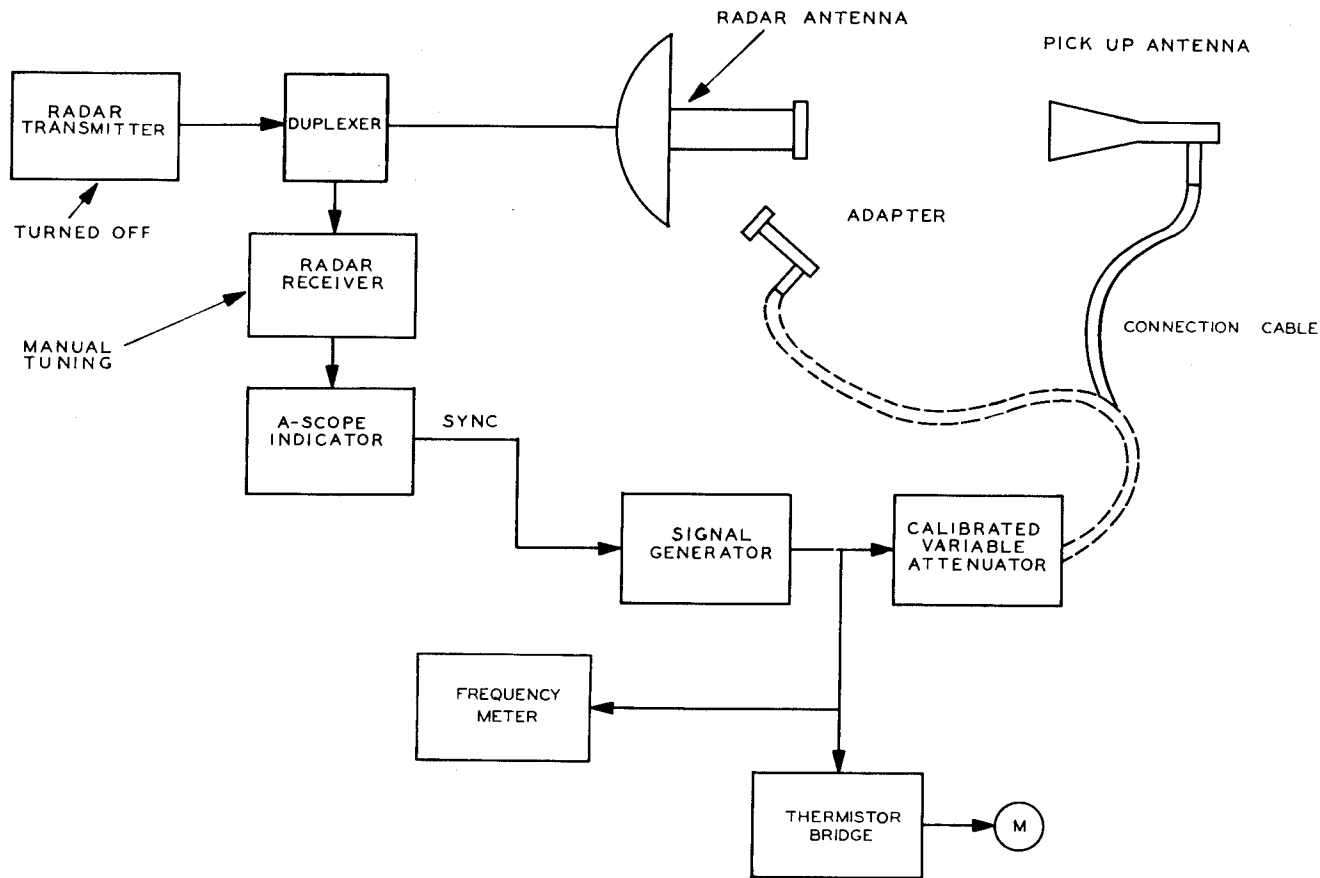 RADAR ANTENNA
PICK UP ANTENNA
RADAR
TRANSMITTER
DUPLEXER
TURNED OFF
ADAPTER
RADAR
RECEIVER
MANUAL
TUNING
CONNECTION CABLE
A-SCOPE
INDICATOR
SYNC
SIGNAL
GENERATOR
CALIBRATED
VARIABLE
ATTENUATOR
FREQUENCY
METER
THERMISTOR
BRIDGE
M